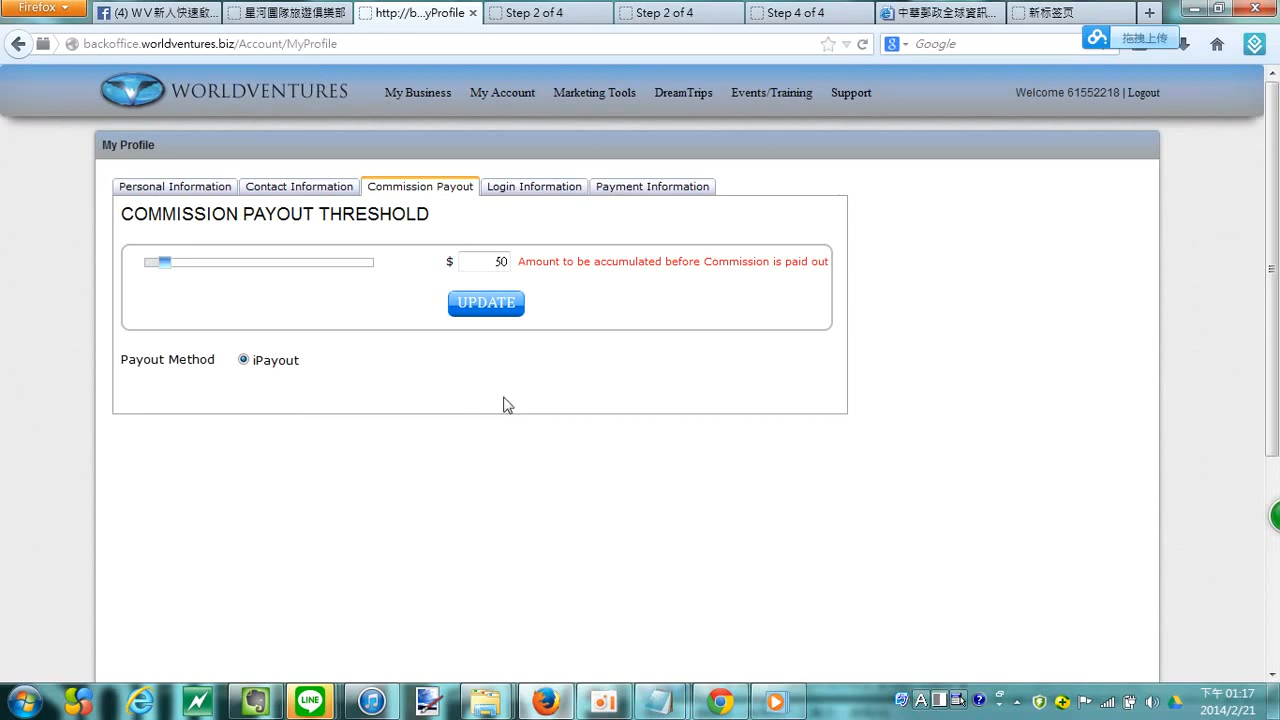 Firefox
(4) WV新人快速啟...
星河團隊旅遊俱樂部
http://b...yProfile
Step 2 of 4
Step 2 of 4
Step 4 of 4
中華郵政全球資訊...
新标签页
backoffice.worldventures.biz/Account/MyProfile
Google
拖拽上传
WORLDVENTURES
My Business
My Account
Marketing Tools
DreamTrips
Events/Training
Support
Welcome 61552218 | Logout
My Profile
Personal Information
Contact Information
Commission Payout
Login Information
Payment Information
COMMISSION PAYOUT THRESHOLD
$ 50 Amount to be accumulated before Commission is paid out
UPDATE
Payout Method iPayout
LINE
下午 01:17
2014/2/21